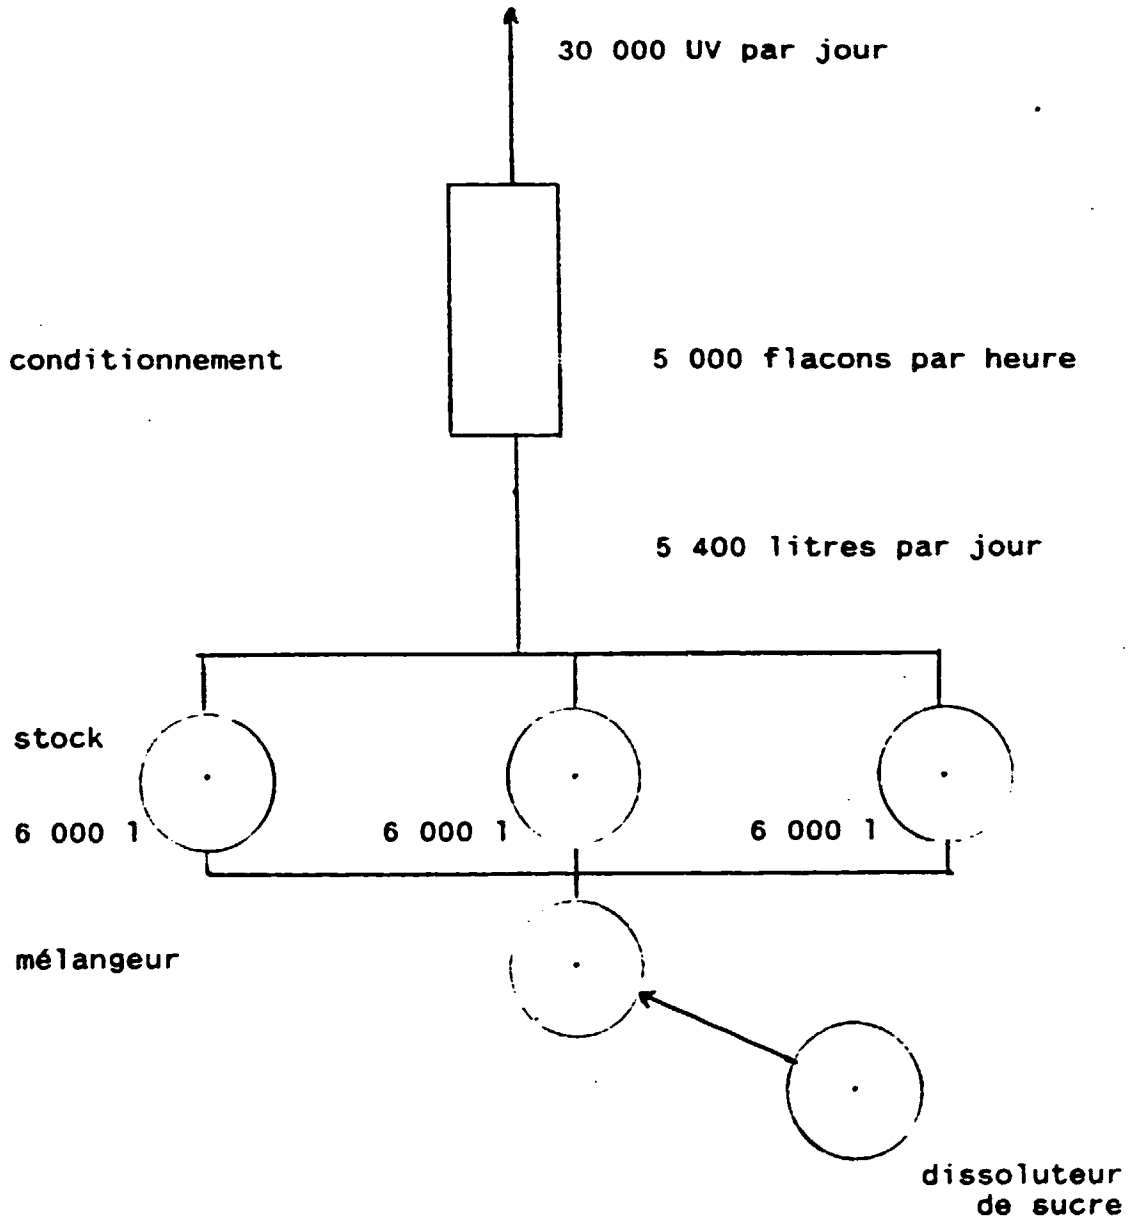 30 000 UV par jour
conditionnement
5 000 flacons par heure
5 400 litres par jour
stock
6 000 l
6 000 l
6 000 l
mélangeur
dissoluteur
de sucre